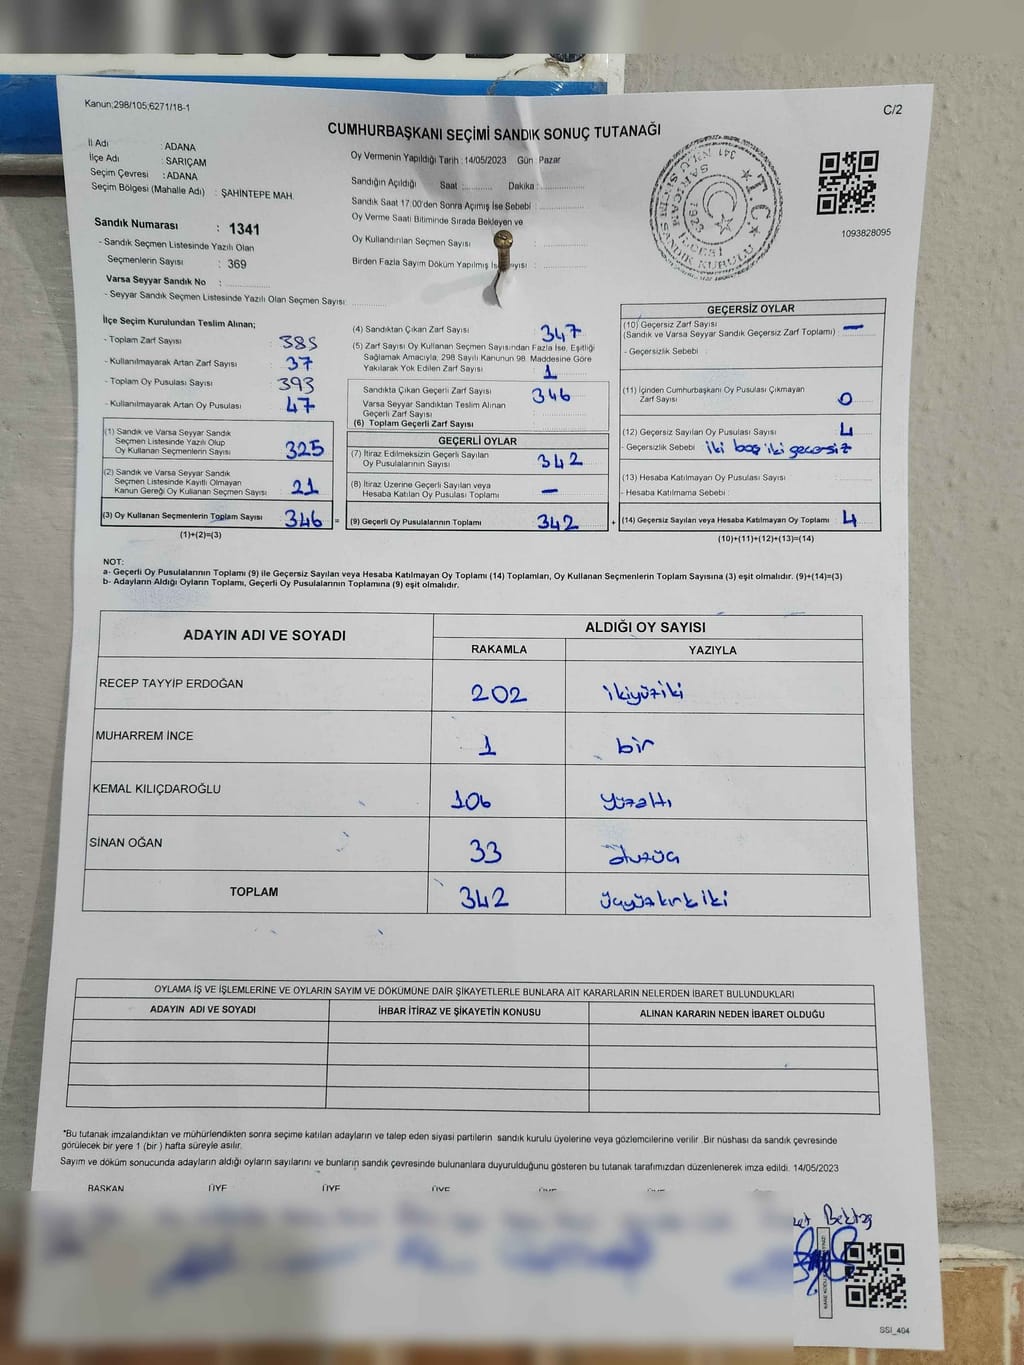 Kanun;298/105;6271/18-1
C/2
CUMHURBAŞKANI SEÇİMİ SANDIK SONUÇ TUTANAĞI
İl Adı : ADANA
İlçe Adı : SARIÇAM
Seçim Çevresi : ADANA
Seçim Bölgesi (Mahalle Adı) : ŞAHİNTEPE MAH.
Sandık Numarası : 1341
- Sandık Seçmen Listesinde Yazılı Olan
Seçmenlerin Sayısı : 369
Varsa Seyyar Sandık No :
- Seyyar Sandık Seçmen Listesinde Yazılı Olan Seçmen Sayısı:
Oy Vermenin Yapıldığı Tarih :14/05/2023 Gün : Pazar
Sandığın Açıldığı Saat : Dakika :
Sandık Saat 17.00'den Sonra Açımış İse Sebebi :
Oy Verme Saati Bitiminde Sırada Bekleyen ve
Oy Kullandırılan Seçmen Sayısı :
Birden Fazla Sayım Döküm Yapılmış
T.C.
1093828095
İlçe Seçim Kurulundan Teslim Alınan;
- Toplam Zarf Sayısı : 385
- Kullanılmayarak Artan Zarf Sayısı : 37
- Toplam Oy Pusulası Sayısı : 393
- Kullanılmayarak Artan Oy Pusulası : 47
(1) Sandık ve Varsa Seyyar Sandık
Seçmen Listesinde Yazılı Olup
Oy Kullanan Seçmenlerin Sayısı : 325
(2) Sandık ve Varsa Seyyar Sandık
Seçmen Listesinde Kayıtlı Olmayan
Kanun Gereği Oy Kullanan Seçmen Sayısı : 21
(3) Oy Kullanan Seçmenlerin Toplam Sayısı : 346 =
(1)+(2)=(3)
(4) Sandıktan Çıkan Zarf Sayısı : 347
(5) Zarf Sayısı Oy Kullanan Seçmen Sayısından Fazla İse, Eşitliği
Sağlamak Amacıyla, 298 Sayılı Kanunun 98. Maddesine Göre
Yakılarak Yok Edilen Zarf Sayısı : 1
Sandıkta Çıkan Geçerli Zarf Sayısı : 346
Varsa Seyyar Sandıktan Teslim Alınan
Geçerli Zarf Sayısı :
(6) Toplam Geçerli Zarf Sayısı :
GEÇERLİ OYLAR
(7) İtiraz Edilmeksizin Geçerli Sayılan
Oy Pusulalarının Sayısı : 342
(8) İtiraz Üzerine Geçerli Sayılan veya
Hesaba Katılan Oy Pusulası Toplamı : —
(9) Geçerli Oy Pusulalarının Toplamı : 342 +
GEÇERSİZ OYLAR
(10) Geçersiz Zarf Sayısı
(Sandık ve Varsa Seyyar Sandık Geçersiz Zarf Toplamı) : —
- Geçersizlik Sebebi :
(11) İçinden Cumhurbaşkanı Oy Pusulası Çıkmayan
Zarf Sayısı : 0
(12) Geçersiz Sayılan Oy Pusulası Sayısı : 4
- Geçersizlik Sebebi : iki boş iki geçersiz
(13) Hesaba Katılmayan Oy Pusulası Sayısı :
- Hesaba Katılmama Sebebi :
(14) Geçersiz Sayılan veya Hesaba Katılmayan Oy Toplamı : 4
(10)+(11)+(12)+(13)=(14)
NOT:
a- Geçerli Oy Pusulalarının Toplamı (9) ile Geçersiz Sayılan veya Hesaba Katılmayan Oy Toplamı (14) Toplamları, Oy Kullanan Seçmenlerin Toplam Sayısına (3) eşit olmalıdır. (9)+(14)=(3)
b- Adayların Aldığı Oyların Toplamı, Geçerli Oy Pusulalarının Toplamına (9) eşit olmalıdır.
ADAYIN ADI VE SOYADI ALDIĞI OY SAYISI
RAKAMLA YAZIYLA
RECEP TAYYİP ERDOĞAN 202 ikiyüziki
MUHARREM İNCE 1 bir
KEMAL KILIÇDAROĞLU 106 yüzaltı
SİNAN OĞAN 33 otuzüç
TOPLAM 342 üçyüzkırkiki
OYLAMA İŞ VE İŞLEMLERİNE VE OYLARIN SAYIM VE DÖKÜMÜNE DAİR ŞİKAYETLERLE BUNLARA AİT KARARLARIN NELERDEN İBARET BULUNDUKLARI
ADAYIN ADI VE SOYADI İHBAR İTİRAZ VE ŞİKAYETİN KONUSU ALINAN KARARIN NEDEN İBARET OLDUĞU
*Bu tutanak imzalandıktan ve mühürlendikten sonra seçime katılan adayların ve talep eden siyasi partilerin sandık kurulu üyelerine veya gözlemcilerine verilir .Bir nüshası da sandık çevresinde
görülecek bir yere 1 (bir ) hafta süreyle asılır.
Sayım ve döküm sonucunda adayların aldığı oyların sayılarını ve bunların sandık çevresinde bulunanlara duyurulduğunu gösteren bu tutanak tarafımızdan düzenlenerek imza edildi. 14/05/2023
BAŞKAN ÜYE ÜYE ÜYE ÜYE ÜYE
Bektaş
SSİ_404